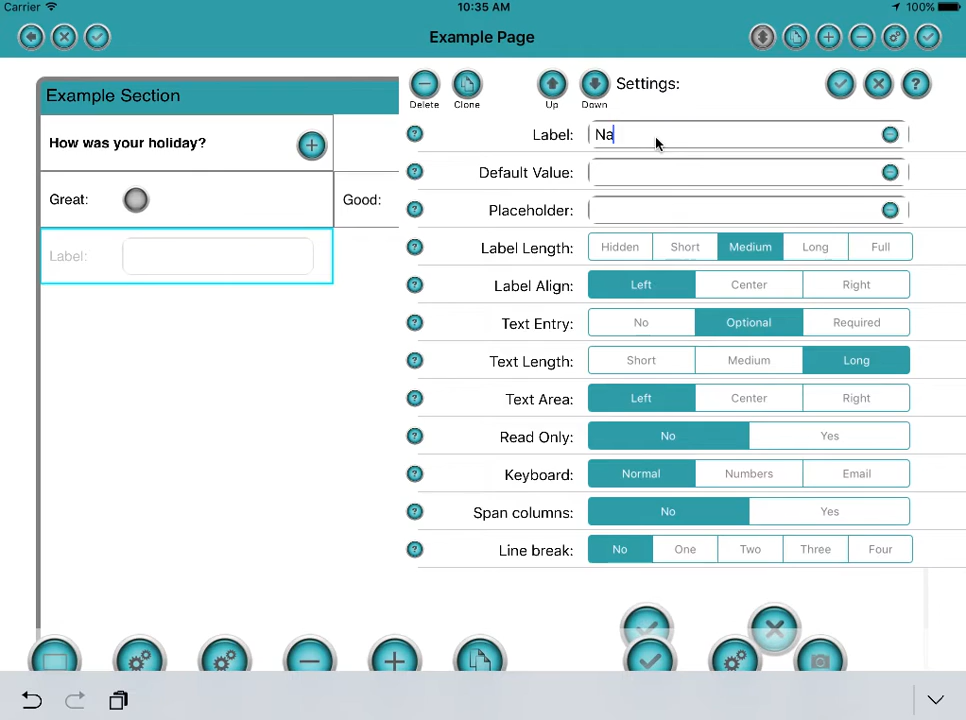 Carrier 10:35 AM 100%
Example Page
Example Section
How was your holiday?
Great: Good:
Label:
Delete Clone Up Down Settings:
Label: Na
Default Value:
Placeholder:
Label Length: Hidden Short Medium Long Full
Label Align: Left Center Right
Text Entry: No Optional Required
Text Length: Short Medium Long
Text Area: Left Center Right
Read Only: No Yes
Keyboard: Normal Numbers Email
Span columns: No Yes
Line break: No One Two Three Four